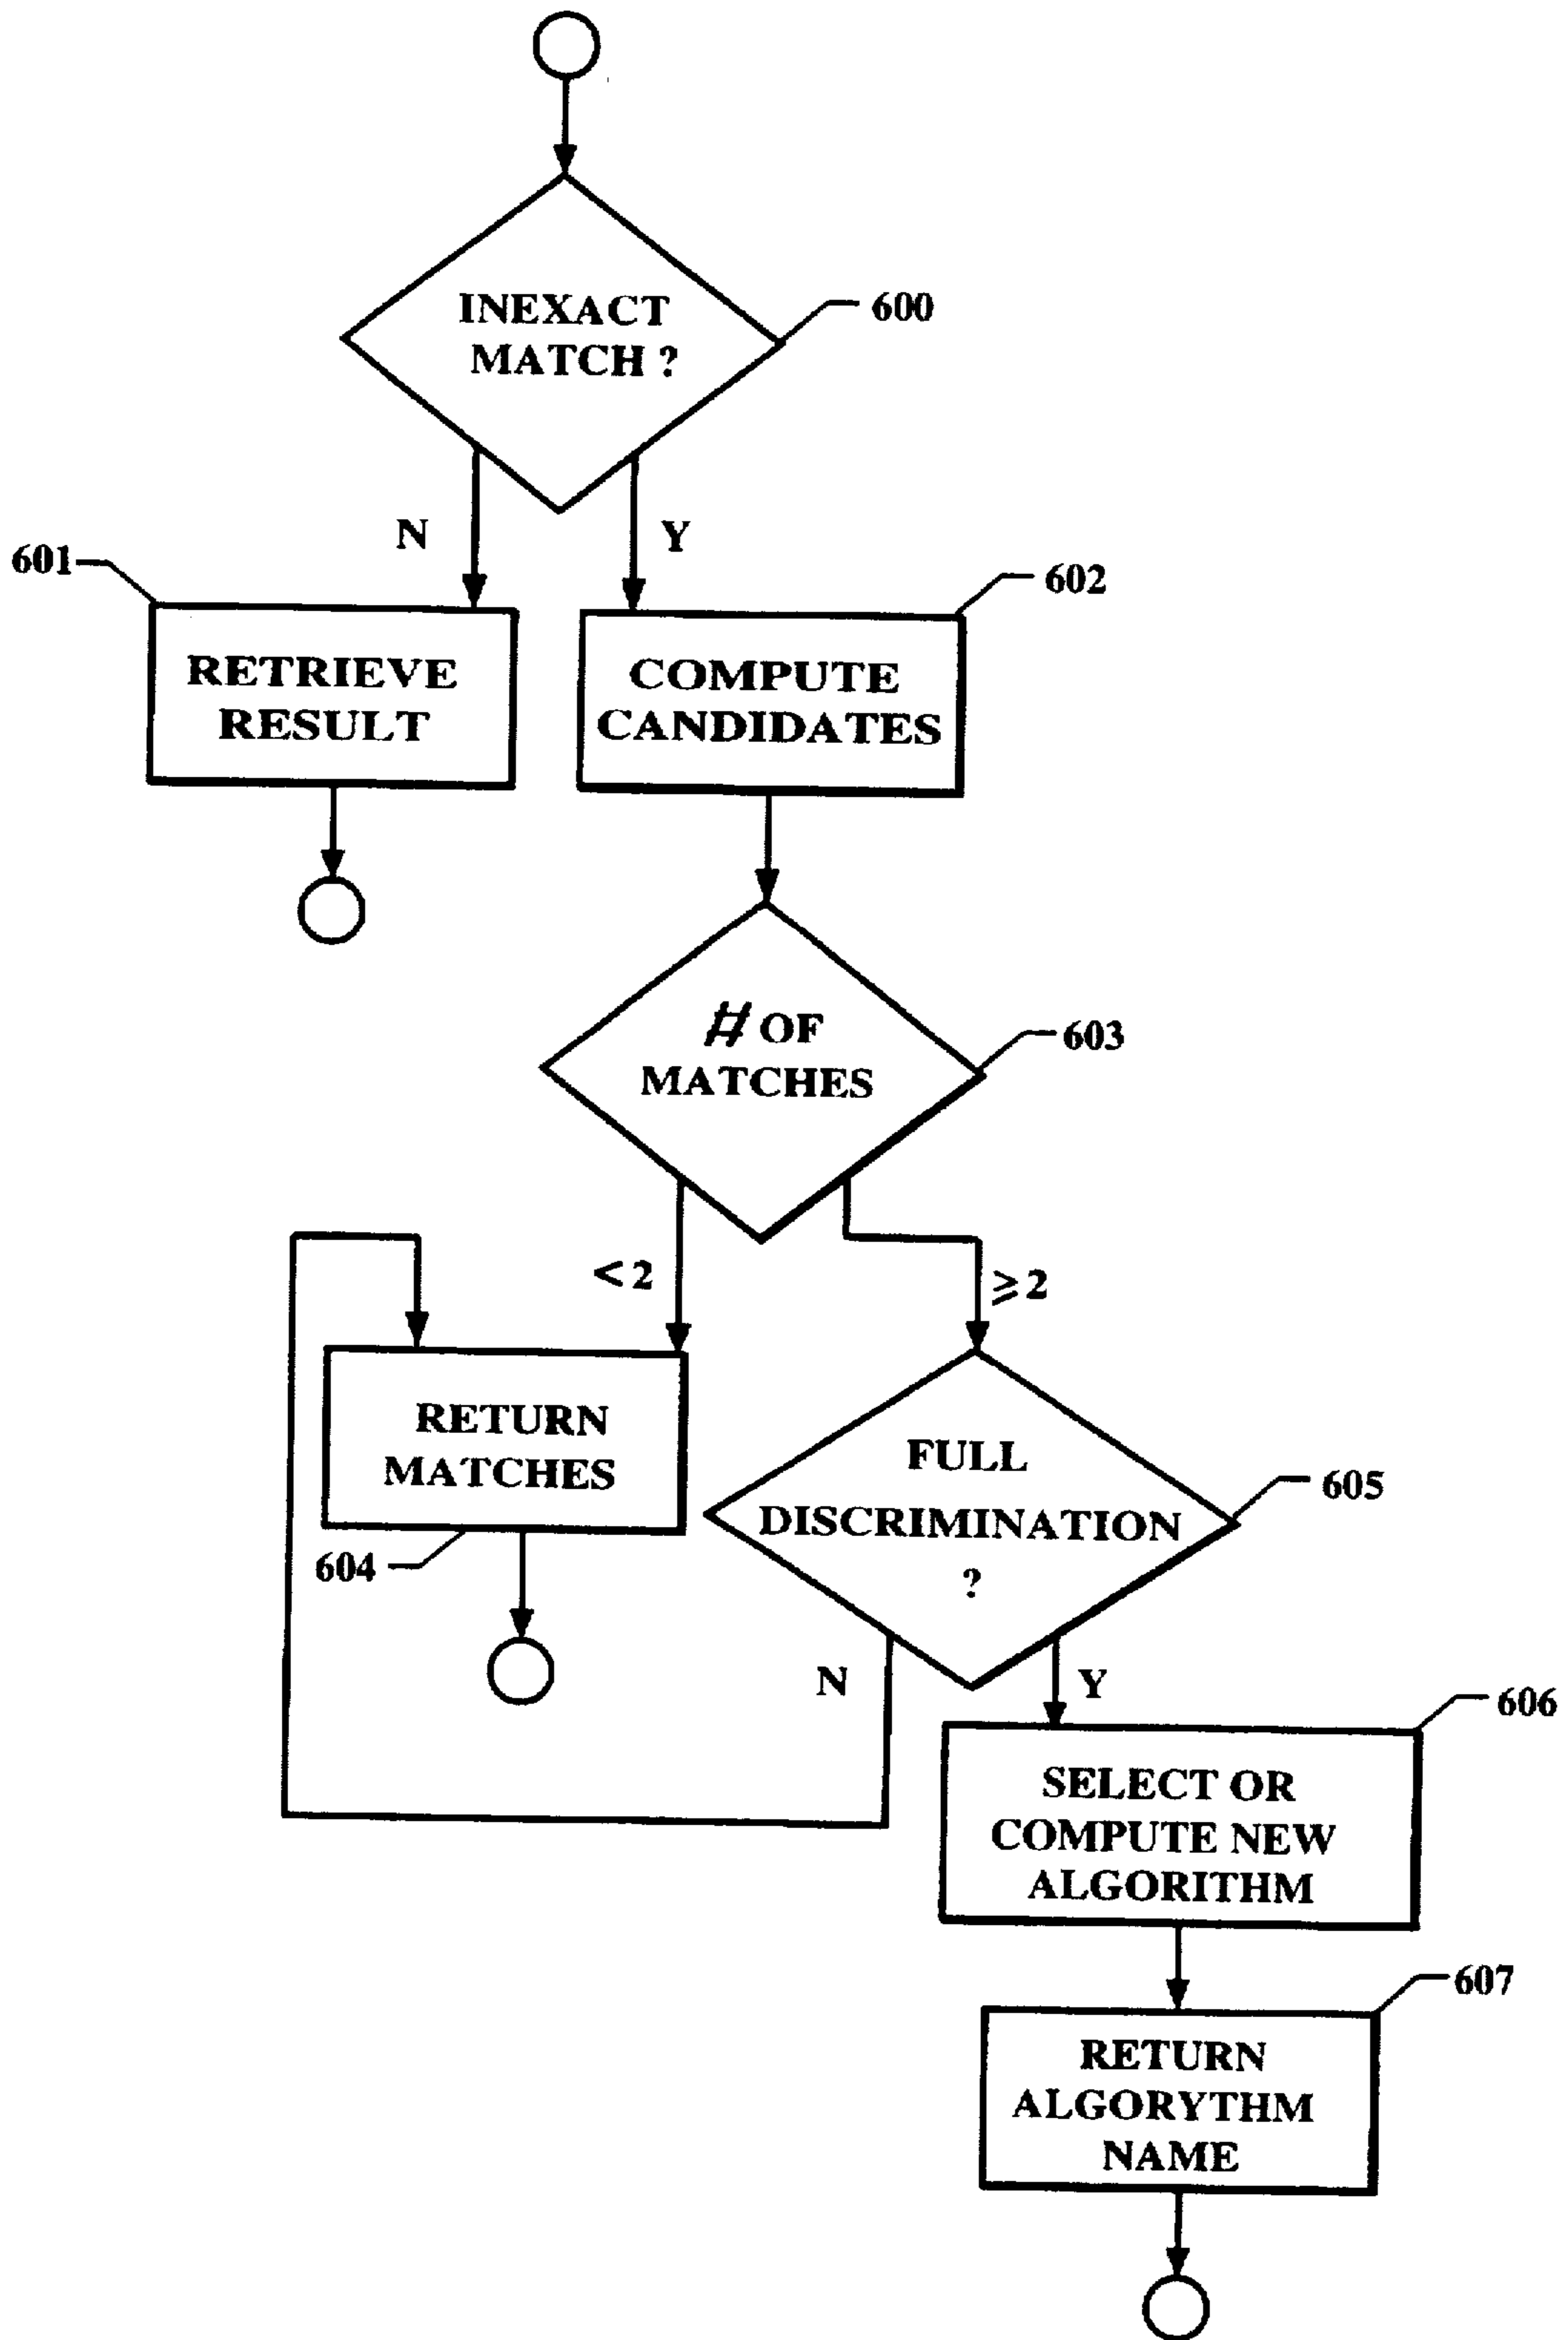 INEXACT
MATCH ?
600
N
Y
601
602
RETRIEVE
RESULT
COMPUTE
CANDIDATES
# OF
MATCHES
603
< 2
≥ 2
RETURN
MATCHES
604
FULL
DISCRIMINATION
?
605
N
Y
606
SELECT OR
COMPUTE NEW
ALGORITHM
607
RETURN
ALGORYTHM
NAME